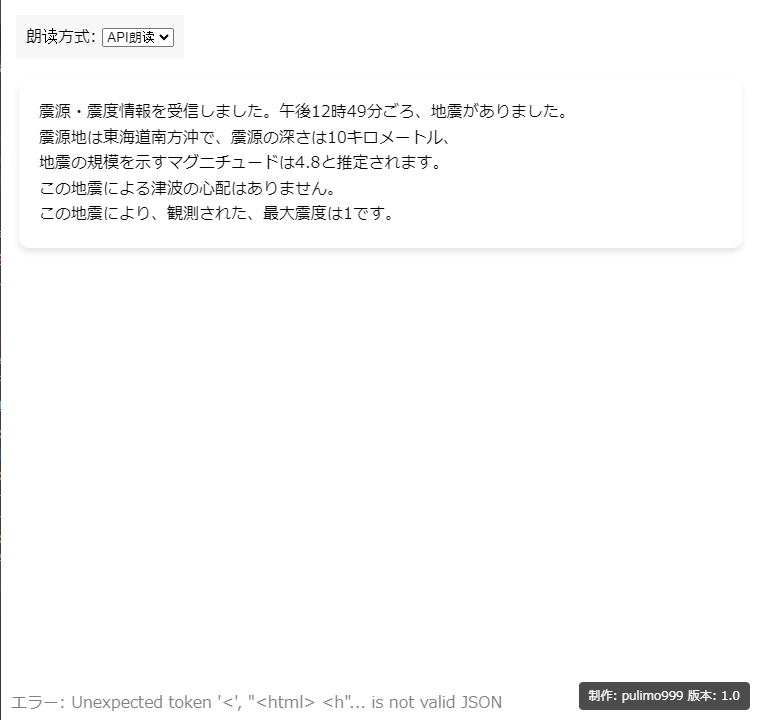 朗读方式: API朗读
震源・震度情報を受信しました。午後12時49分ごろ、地震がありました。
震源地は東海道南方沖で、震源の深さは10キロメートル、
地震の規模を示すマグニチュードは4.8と推定されます。
この地震による津波の心配はありません。
この地震により、観測された、最大震度は1です。
エラー: Unexpected token '<', "<html> <h"... is not valid JSON
制作: pulimo999 版本: 1.0